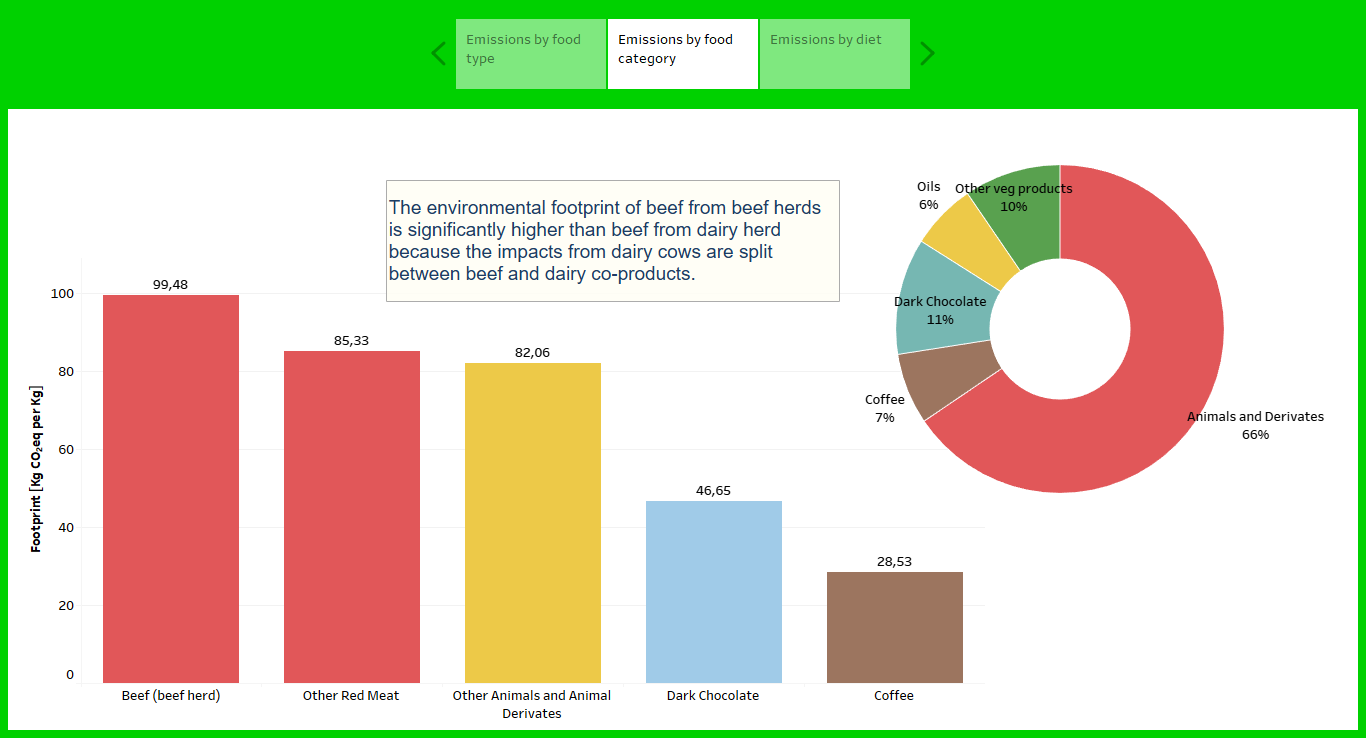 Emissions by food
type
Emissions by food
category
Emissions by diet
The environmental footprint of beef from beef herds
is significantly higher than beef from dairy herd
because the impacts from dairy cows are split
between beef and dairy co-products.
Footprint [Kg CO₂eq per Kg]
100
80
60
40
20
0
99,48
85,33
82,06
46,65
28,53
Beef (beef herd)
Other Red Meat
Other Animals and Animal
Derivates
Dark Chocolate
Coffee
Oils
6%
Other veg products
10%
Dark Chocolate
11%
Coffee
7%
Animals and Derivates
66%